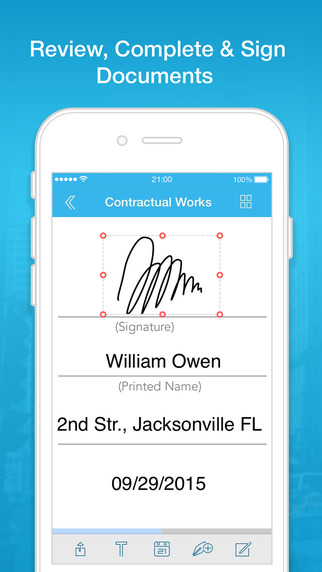 Review, Complete & Sign
Documents
21:00
100%
Contractual Works
(Signature)
William Owen
(Printed Name)
2nd Str., Jacksonville FL
09/29/2015
T
21